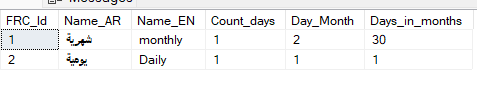 Messages
FRC_Id Name_AR Name_EN Count_days Day_Month Days_in_months
1 شهرية monthly 1 2 30
2 يومية Daily 1 1 1